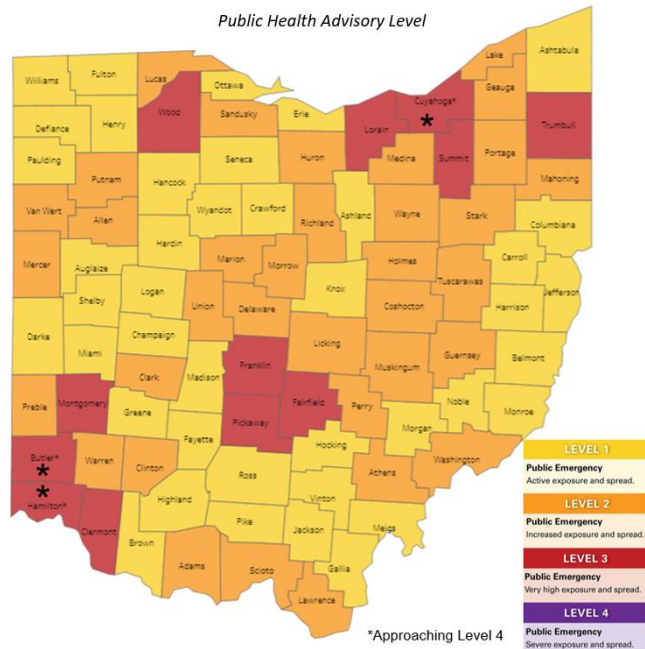 Public Health Advisory Level
Ashtabula
Lake
Williams
Fulton
Lucas
Ottawa
Geauga
Cuyahoga*
*
Wood
Sandusky
Erie
Lorain
Trumbull
Defiance
Henry
Summit
Portage
Huron
Medina
Paulding
Seneca
Mahoning
Putnam
Hancock
Van Wert
Allen
Wyandot
Crawford
Richland
Ashland
Wayne
Stark
Columbiana
Hardin
Mercer
Auglaize
Marion
Morrow
Holmes
Carroll
Tuscarawas
Jefferson
Logan
Knox
Shelby
Union
Delaware
Coshocton
Harrison
Darke
Champaign
Miami
Licking
Guernsey
Belmont
Clark
Madison
Franklin
Muskingum
Preble
Montgomery
Fairfield
Perry
Noble
Monroe
Greene
Pickaway
Morgan
Fayette
Hocking
Butler*
*
Warren
Clinton
Washington
Ross
Athens
Hamilton*
*
Highland
Vinton
Clermont
Pike
Jackson
Meigs
Brown
Gallia
Adams
Scioto
Lawrence
*Approaching Level 4
LEVEL 1
Public Emergency
Active exposure and spread.
LEVEL 2
Public Emergency
Increased exposure and spread.
LEVEL 3
Public Emergency
Very high exposure and spread.
LEVEL 4
Public Emergency
Severe exposure and spread.